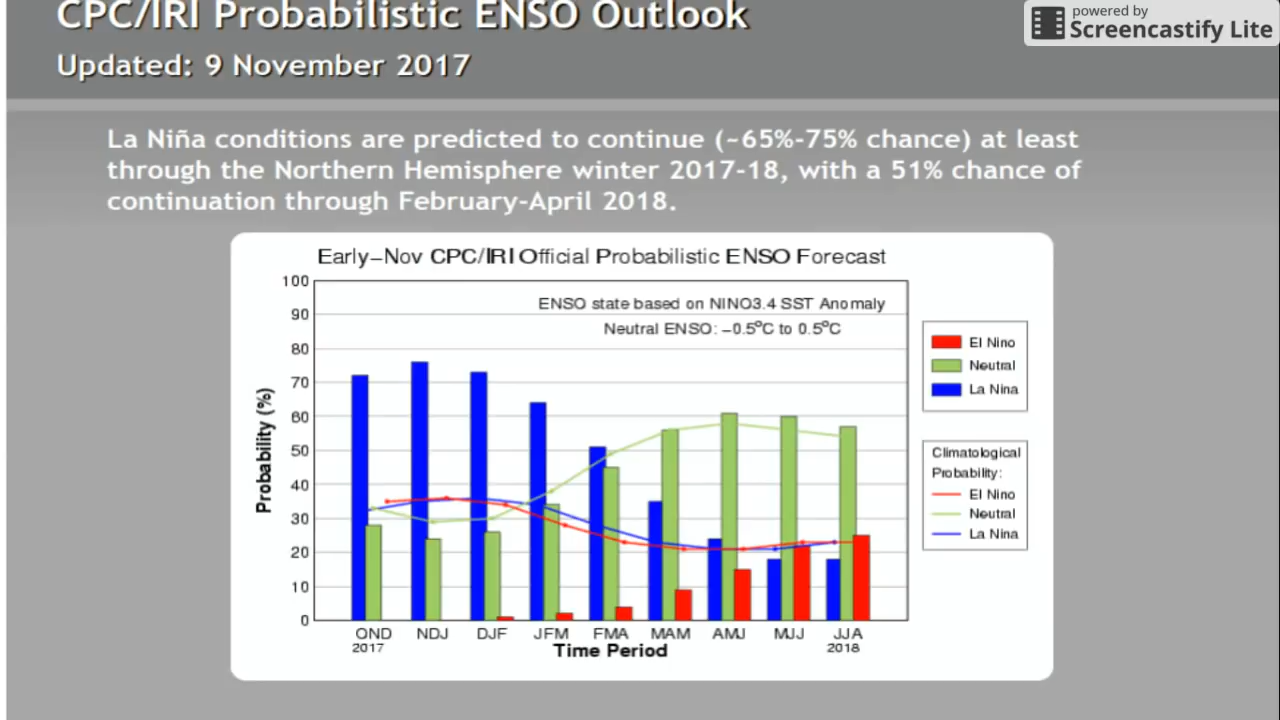 CPC/IRI Probabilistic ENSO Outlook
powered by
Screencastify Lite
Updated: 9 November 2017
La Niña conditions are predicted to continue (~65%-75% chance) at least
through the Northern Hemisphere winter 2017-18, with a 51% chance of
continuation through February-April 2018.
Early-Nov CPC/IRI Official Probabilistic ENSO Forecast
ENSO state based on NINO3.4 SST Anomaly
Neutral ENSO: -0.5°C to 0.5°C
100
90
80
70
60
50
40
30
20
10
0
Probability (%)
OND NDJ DJF JFM FMA MAM AMJ MJJ JJA
2017 2018
Time Period
El Nino
Neutral
La Nina
Climatological
Probability:
El Nino
Neutral
La Nina